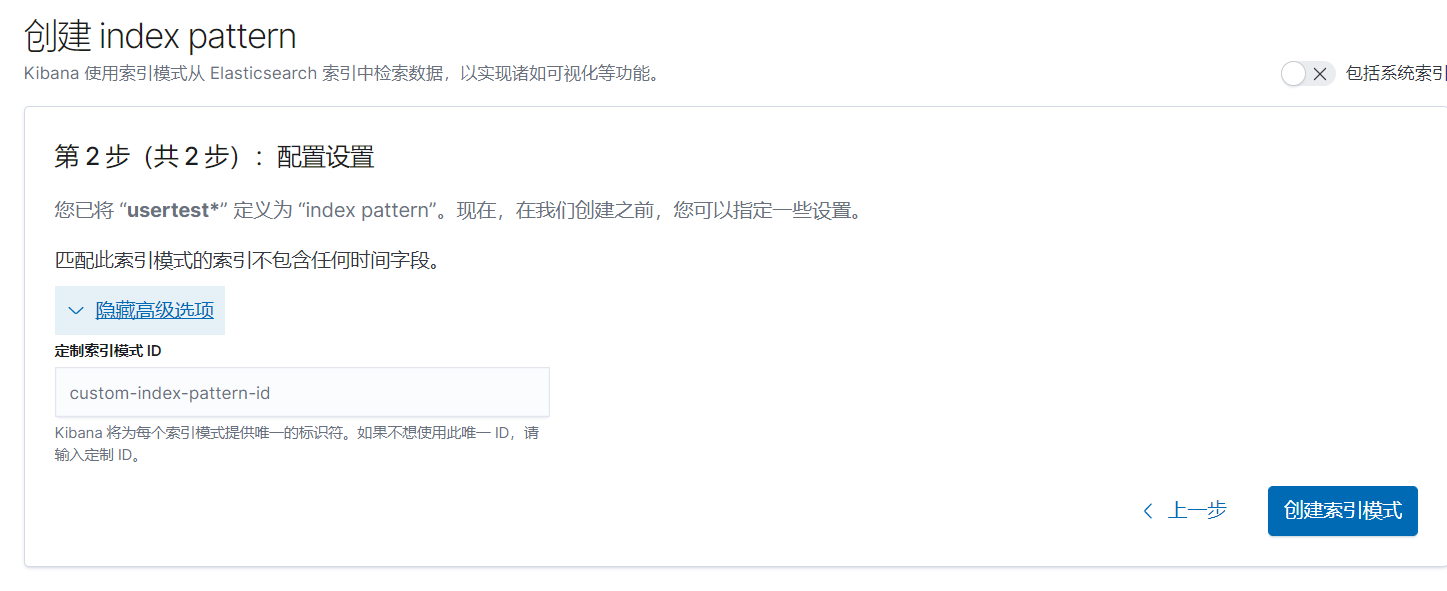 创建 index pattern
Kibana 使用索引模式从 Elasticsearch 索引中检索数据，以实现诸如可视化等功能。
包括系统索引
第 2 步（共 2 步）：配置设置
您已将 “usertest*” 定义为 “index pattern”。现在，在我们创建之前，您可以指定一些设置。
匹配此索引模式的索引不包含任何时间字段。
隐藏高级选项
定制索引模式 ID
custom-index-pattern-id
Kibana 将为每个索引模式提供唯一的标识符。如果不想使用此唯一 ID，请
输入定制 ID。
上一步
创建索引模式